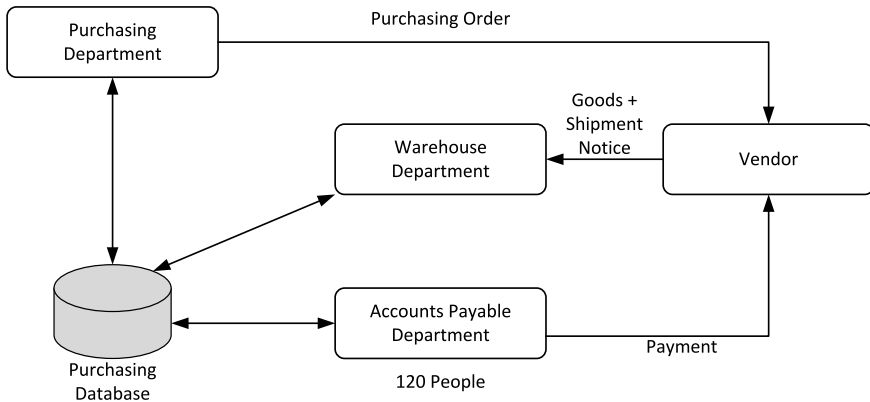 Purchasing Order
Purchasing
Department
Goods +
Shipment
Notice
Warehouse
Department
Vendor
Accounts Payable
Department
Payment
Purchasing
Database
120 People